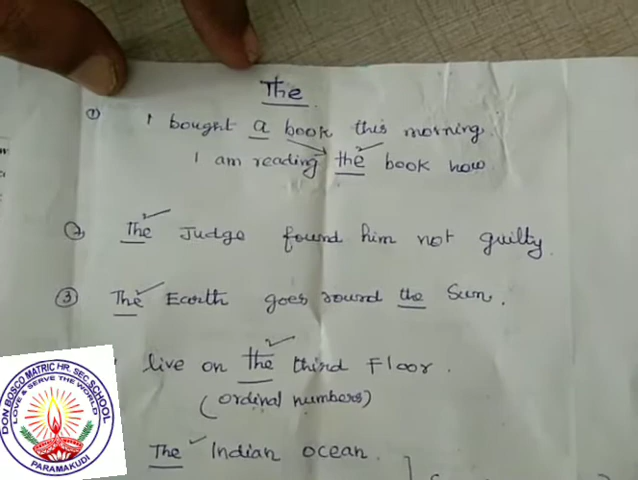 The
① I bought a book this morning.
I am reading the book now
② The Judge found him not guilty.
③ The Earth goes round the Sun.
live on the third Floor.
(ordinal numbers)
The Indian ocean.
DON BOSCO MATRIC HR. SEC. SCHOOL
LOVE & SERVE THE WORLD
PARAMAKUDI